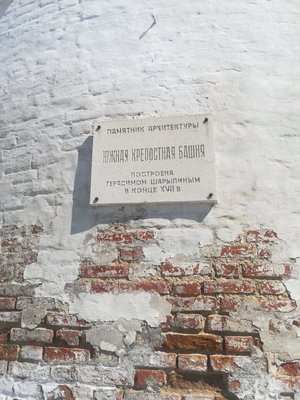 ПАМЯТНИК АРХИТЕКТУРЫ
ЮЖНАЯ КРЕПОСТНАЯ БАШНЯ
ПОСТРОЕНА
ГЕРАСИМОМ ШАРЫПИНЫМ
В КОНЦЕ XVII В